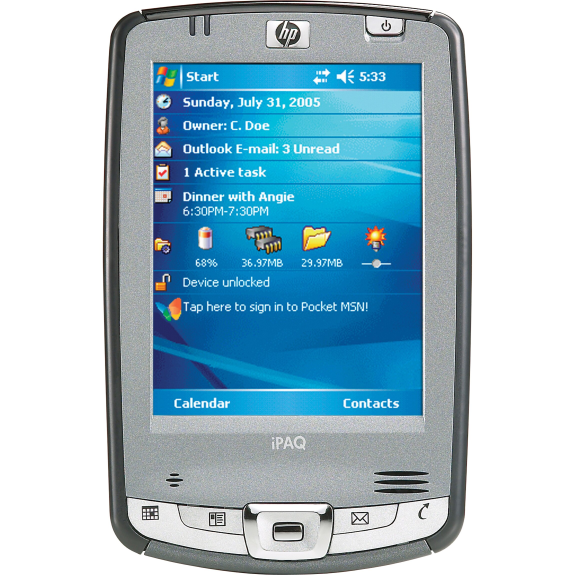 hp
Start 5:33
Sunday, July 31, 2005
Owner: C. Doe
Outlook E-mail: 3 Unread
1 Active task
Dinner with Angie
6:30PM-7:30PM
68% 36.97MB 29.97MB
Device unlocked
Tap here to sign in to Pocket MSN!
Calendar Contacts
iPAQ